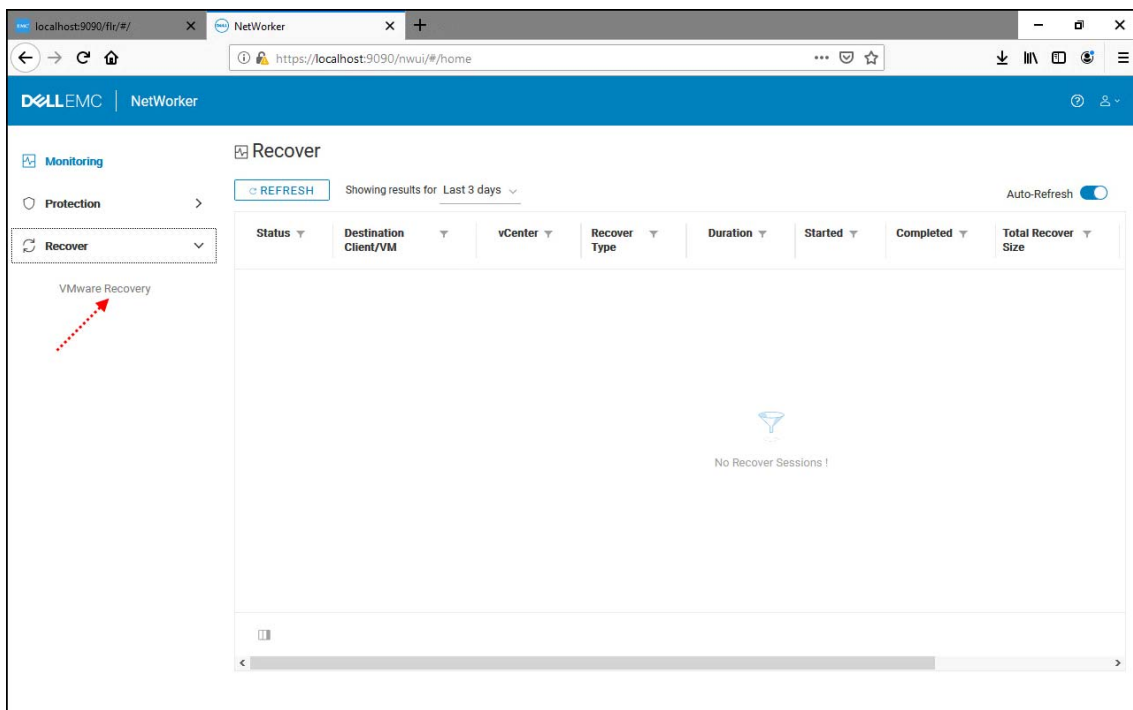 EMC localhost:9090/flr/#/
NetWorker
https://localhost:9090/nwui/#/home
DELLEMC | NetWorker
Monitoring
Protection
Recover
VMware Recovery
Recover
REFRESH Showing results for Last 3 days Auto-Refresh
Status Destination Client/VM vCenter Recover Type Duration Started Completed Total Recover Size
No Recover Sessions !